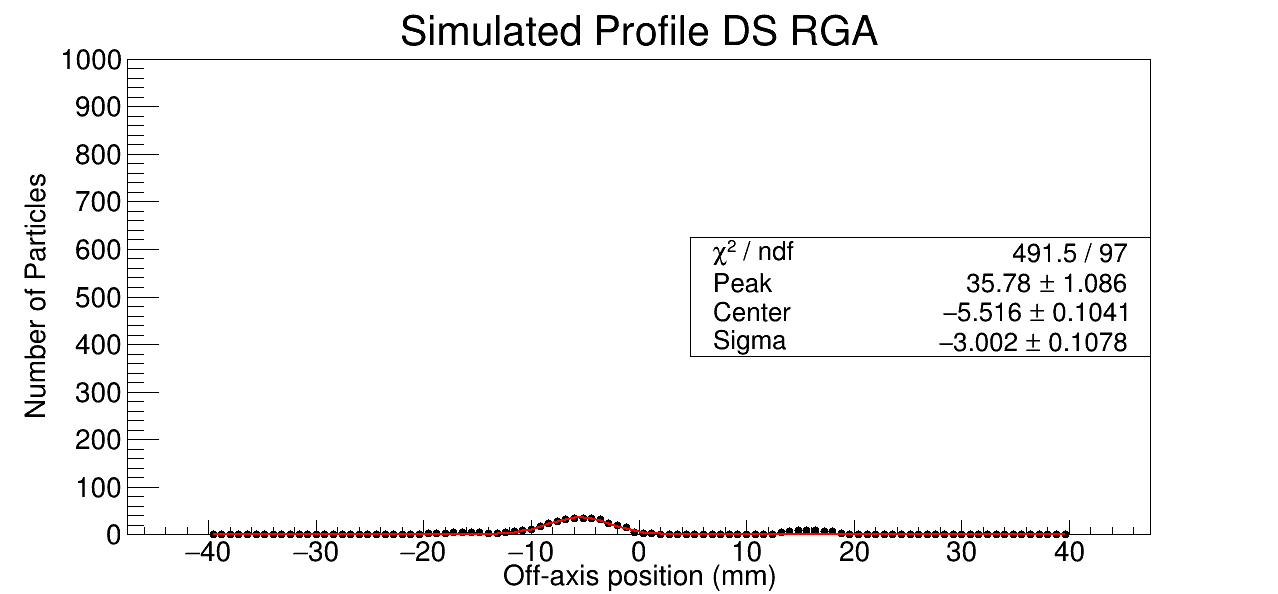 Simulated Profile DS RGA
1000
900
800
700
600
500
400
300
200
100
0
Number of Particles
χ² / ndf 491.5 / 97
Peak 35.78 ± 1.086
Center −5.516 ± 0.1041
Sigma −3.002 ± 0.1078
−40 −30 −20 −10 0 10 20 30 40
Off-axis position (mm)